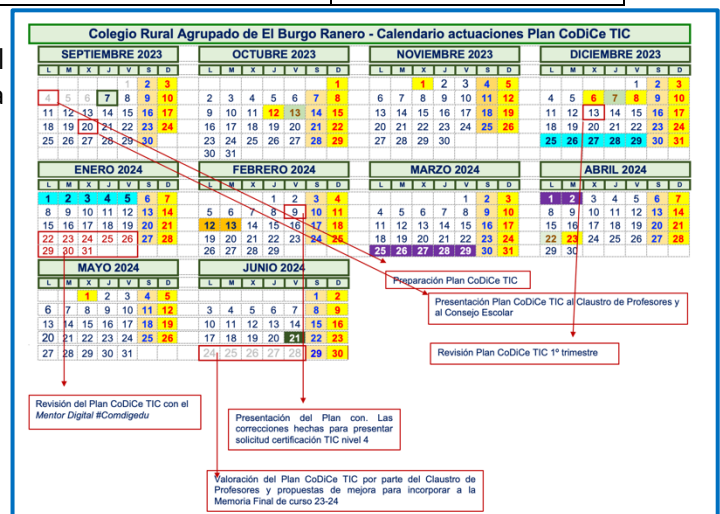 Colegio Rural Agrupado de El Burgo Ranero - Calendario actuaciones Plan CoDiCe TIC
SEPTIEMBRE 2023
L M X J V S D
1 2 3
4 5 6 7 8 9 10
11 12 13 14 15 16 17
18 19 20 21 22 23 24
25 26 27 28 29 30
OCTUBRE 2023
L M X J V S D
1
2 3 4 5 6 7 8
9 10 11 12 13 14 15
16 17 18 19 20 21 22
23 24 25 26 27 28 29
30 31
NOVIEMBRE 2023
L M X J V S D
1 2 3 4 5
6 7 8 9 10 11 12
13 14 15 16 17 18 19
20 21 22 23 24 25 26
27 28 29 30
DICIEMBRE 2023
L M X J V S D
1 2 3
4 5 6 7 8 9 10
11 12 13 14 15 16 17
18 19 20 21 22 23 24
25 26 27 28 29 30 31
ENERO 2024
L M X J V S D
1 2 3 4 5 6 7
8 9 10 11 12 13 14
15 16 17 18 19 20 21
22 23 24 25 26 27 28
29 30 31
FEBRERO 2024
L M X J V S D
1 2 3 4
5 6 7 8 9 10 11
12 13 14 15 16 17 18
19 20 21 22 23 24 25
26 27 28 29
MARZO 2024
L M X J V S D
1 2 3
4 5 6 7 8 9 10
11 12 13 14 15 16 17
18 19 20 21 22 23 24
25 26 27 28 29 30 31
ABRIL 2024
L M X J V S D
1 2 3 4 5 6 7
8 9 10 11 12 13 14
15 16 17 18 19 20 21
22 23 24 25 26 27 28
29 30
MAYO 2024
L M X J V S D
1 2 3 4 5
6 7 8 9 10 11 12
13 14 15 16 17 18 19
20 21 22 23 24 25 26
27 28 29 30 31
JUNIO 2024
L M X J V S D
1 2
3 4 5 6 7 8 9
10 11 12 13 14 15 16
17 18 19 20 21 22 23
24 25 26 27 28 29 30
Preparación Plan CoDiCe TIC
Presentación Plan CoDiCe TIC al Claustro de Profesores y
al Consejo Escolar
Revisión Plan CoDiCe TIC 1º trimestre
Revisión del Plan CoDiCe TIC con el
Mentor Digital #Comdigedu
Presentación del Plan con. Las
correcciones hechas para presentar
solicitud certificación TIC nivel 4
Valoración del Plan CoDiCe TIC por parte del Claustro de
Profesores y propuestas de mejora para incorporar a la
Memoria Final de curso 23-24